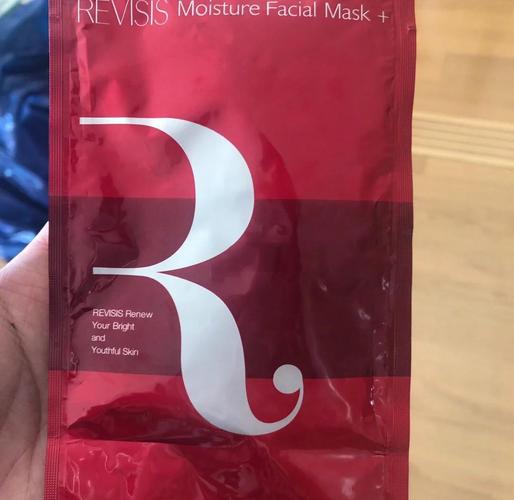 REVISIS Moisture Facial Mask +
R
REVISIS Renew
Your Bright
and
Youthful Skin